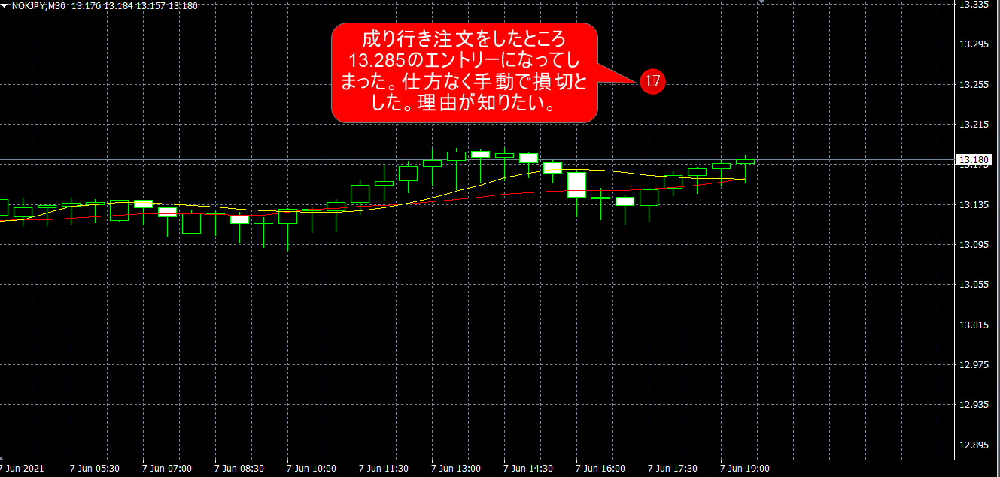 NOKJPY,M30 13.176 13.184 13.157 13.180
成り行き注文をしたところ
13.285のエントリーになってし
まった。仕方なく手動で損切と
した。理由が知りたい。
17
13.335
13.295
13.255
13.215
13.180
13.175
13.135
13.095
13.055
13.015
12.975
12.935
12.895
7 Jun 2021 7 Jun 05:30 7 Jun 07:00 7 Jun 08:30 7 Jun 10:00 7 Jun 11:30 7 Jun 13:00 7 Jun 14:30 7 Jun 16:00 7 Jun 17:30 7 Jun 19:00